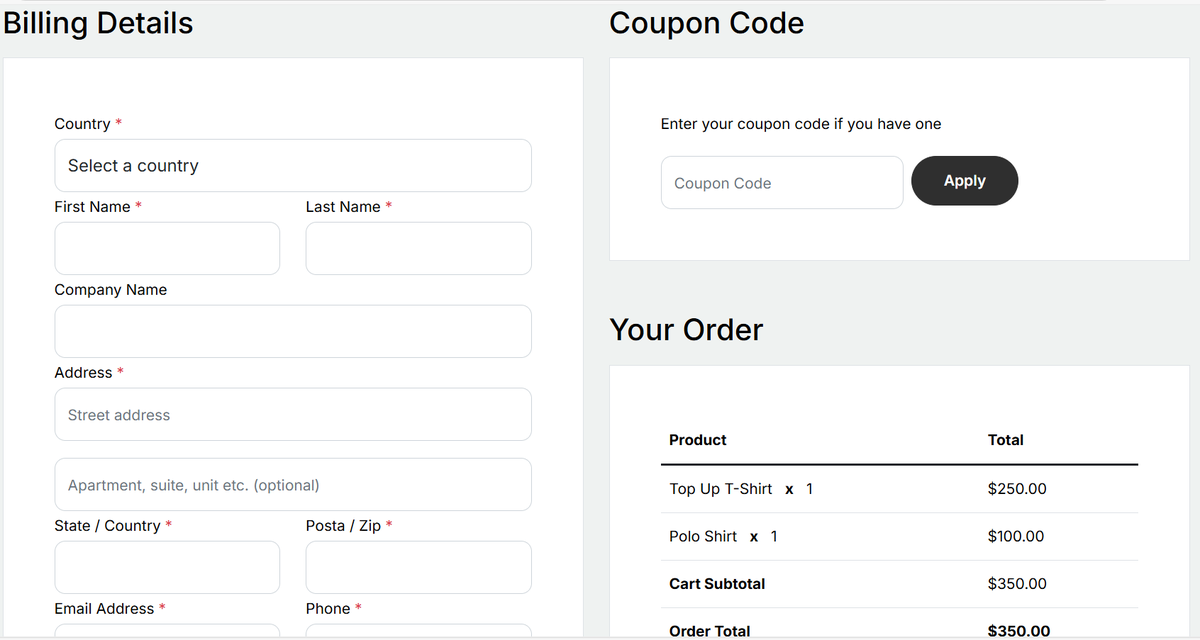 Billing Details
Country *
Select a country
First Name * Last Name *
Company Name
Address *
Street address
Apartment, suite, unit etc. (optional)
State / Country * Posta / Zip *
Email Address * Phone *
Coupon Code
Enter your coupon code if you have one
Coupon Code Apply
Your Order
Product Total
Top Up T-Shirt x 1 $250.00
Polo Shirt x 1 $100.00
Cart Subtotal $350.00
Order Total $350.00